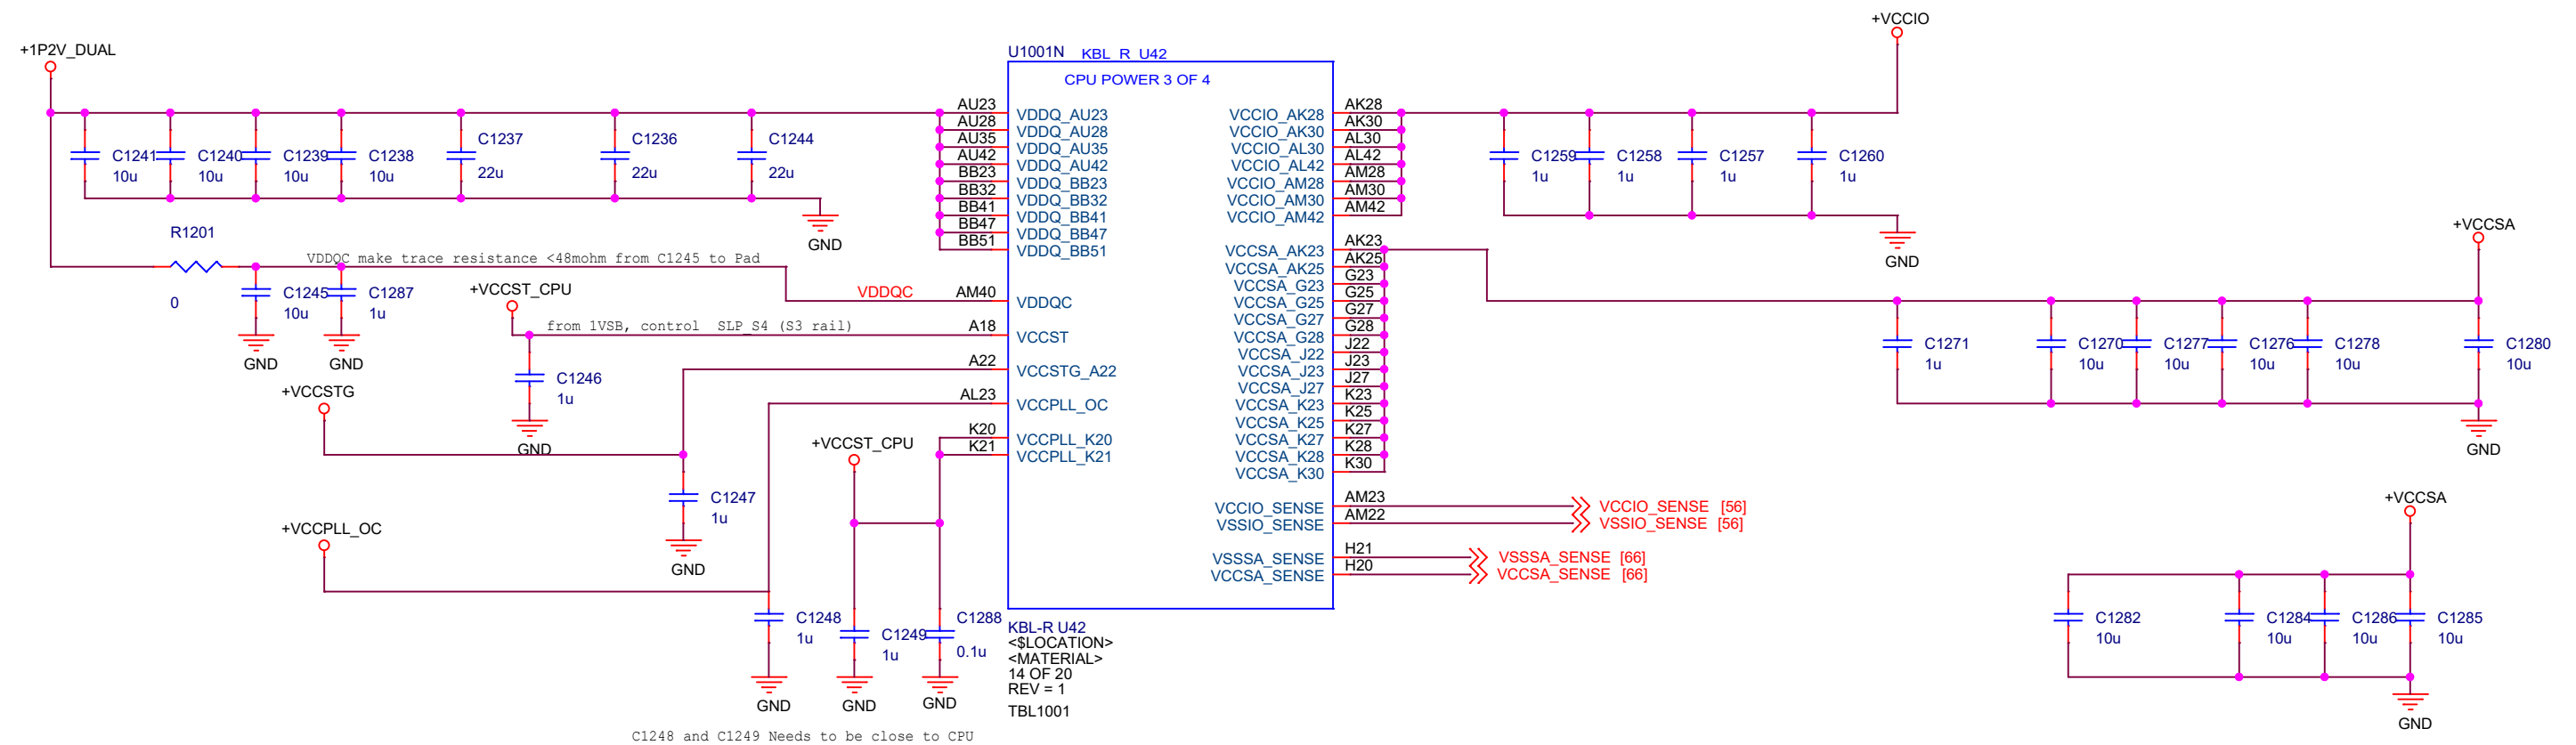 +1P2V_DUAL
C1241
10u
C1240
10u
C1239
10u
C1238
10u
C1237
22u
C1236
22u
C1244
22u
GND
R1201
0
VDDQC make trace resistance <48mohm from C1245 to Pad
C1245
10u
GND
C1287
1u
GND
VDDQC
+VCCST_CPU
from 1VSB, control SLP_S4 (S3 rail)
C1246
1u
GND
+VCCSTG
C1247
1u
GND
+VCCPLL_OC
C1248
1u
GND
+VCCST_CPU
C1249
1u
GND
C1288
0.1u
GND
C1248 and C1249 Needs to be close to CPU
U1001N KBL_R_U42
CPU POWER 3 OF 4
AU23 VDDQ_AU23
AU28 VDDQ_AU28
AU35 VDDQ_AU35
AU42 VDDQ_AU42
BB23 VDDQ_BB23
BB32 VDDQ_BB32
BB41 VDDQ_BB41
BB47 VDDQ_BB47
BB51 VDDQ_BB51
AM40 VDDQC
A18 VCCST
A22 VCCSTG_A22
AL23 VCCPLL_OC
K20 VCCPLL_K20
K21 VCCPLL_K21
VCCIO_AK28 AK28
VCCIO_AK30 AK30
VCCIO_AL30 AL30
VCCIO_AL42 AL42
VCCIO_AM28 AM28
VCCIO_AM30 AM30
VCCIO_AM42 AM42
VCCSA_AK23 AK23
VCCSA_AK25 AK25
VCCSA_G23 G23
VCCSA_G25 G25
VCCSA_G27 G27
VCCSA_G28 G28
VCCSA_J22 J22
VCCSA_J23 J23
VCCSA_J27 J27
VCCSA_K23 K23
VCCSA_K25 K25
VCCSA_K27 K27
VCCSA_K28 K28
VCCSA_K30 K30
VCCIO_SENSE AM23 VCCIO_SENSE [56]
VSSIO_SENSE AM22 VSSIO_SENSE [56]
VSSSA_SENSE H21 VSSSA_SENSE [66]
VCCSA_SENSE H20 VCCSA_SENSE [66]
KBL-R U42
<$LOCATION>
<MATERIAL>
14 OF 20
REV = 1
TBL1001
+VCCIO
C1259
1u
C1258
1u
C1257
1u
C1260
1u
GND
+VCCSA
C1271
1u
C1270
10u
C1277
10u
C1276
10u
C1278
10u
C1280
10u
GND
+VCCSA
C1282
10u
C1284
10u
C1286
10u
C1285
10u
GND